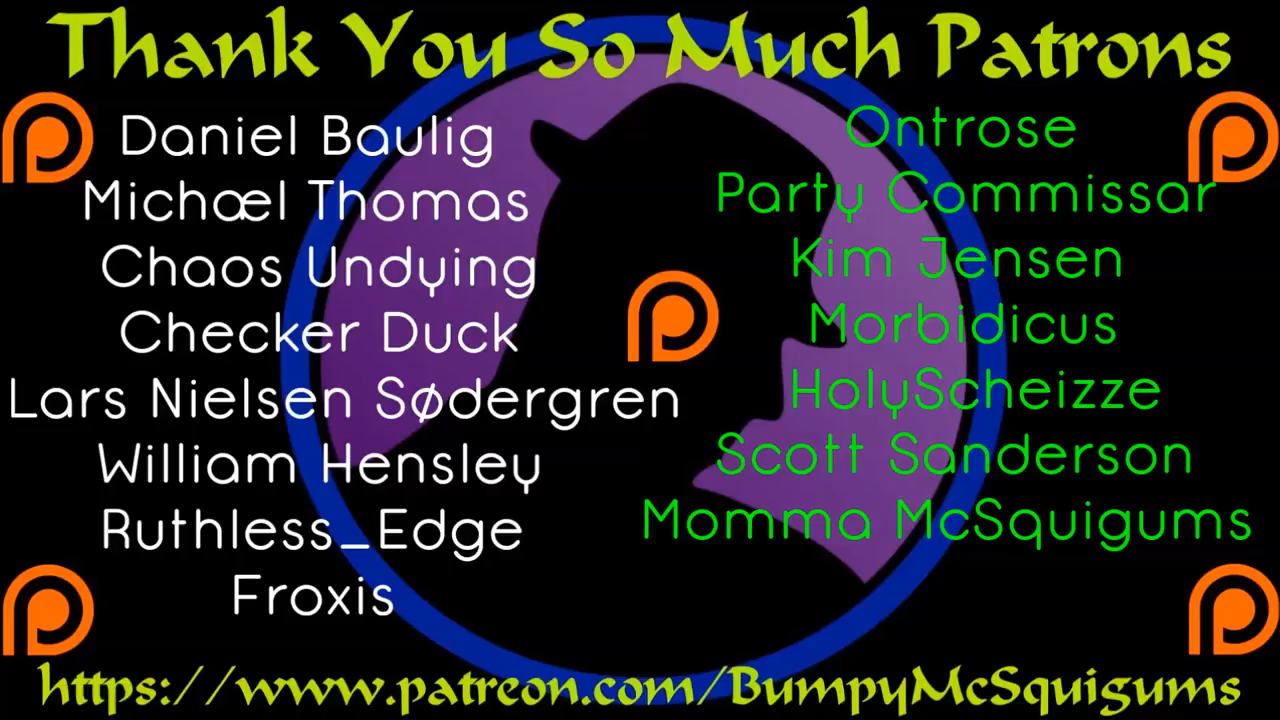 Thank You So Much Patrons
Daniel Baulig
Michael Thomas
Chaos Undying
Checker Duck
Lars Nielsen Sødergren
William Hensley
Ruthless_Edge
Froxis
Ontrose
Party Commissar
Kim Jensen
Morbidicus
HolyScheizze
Scott Sanderson
Momma McSquigums
https://www.patreon.com/BumpyMcSquigums